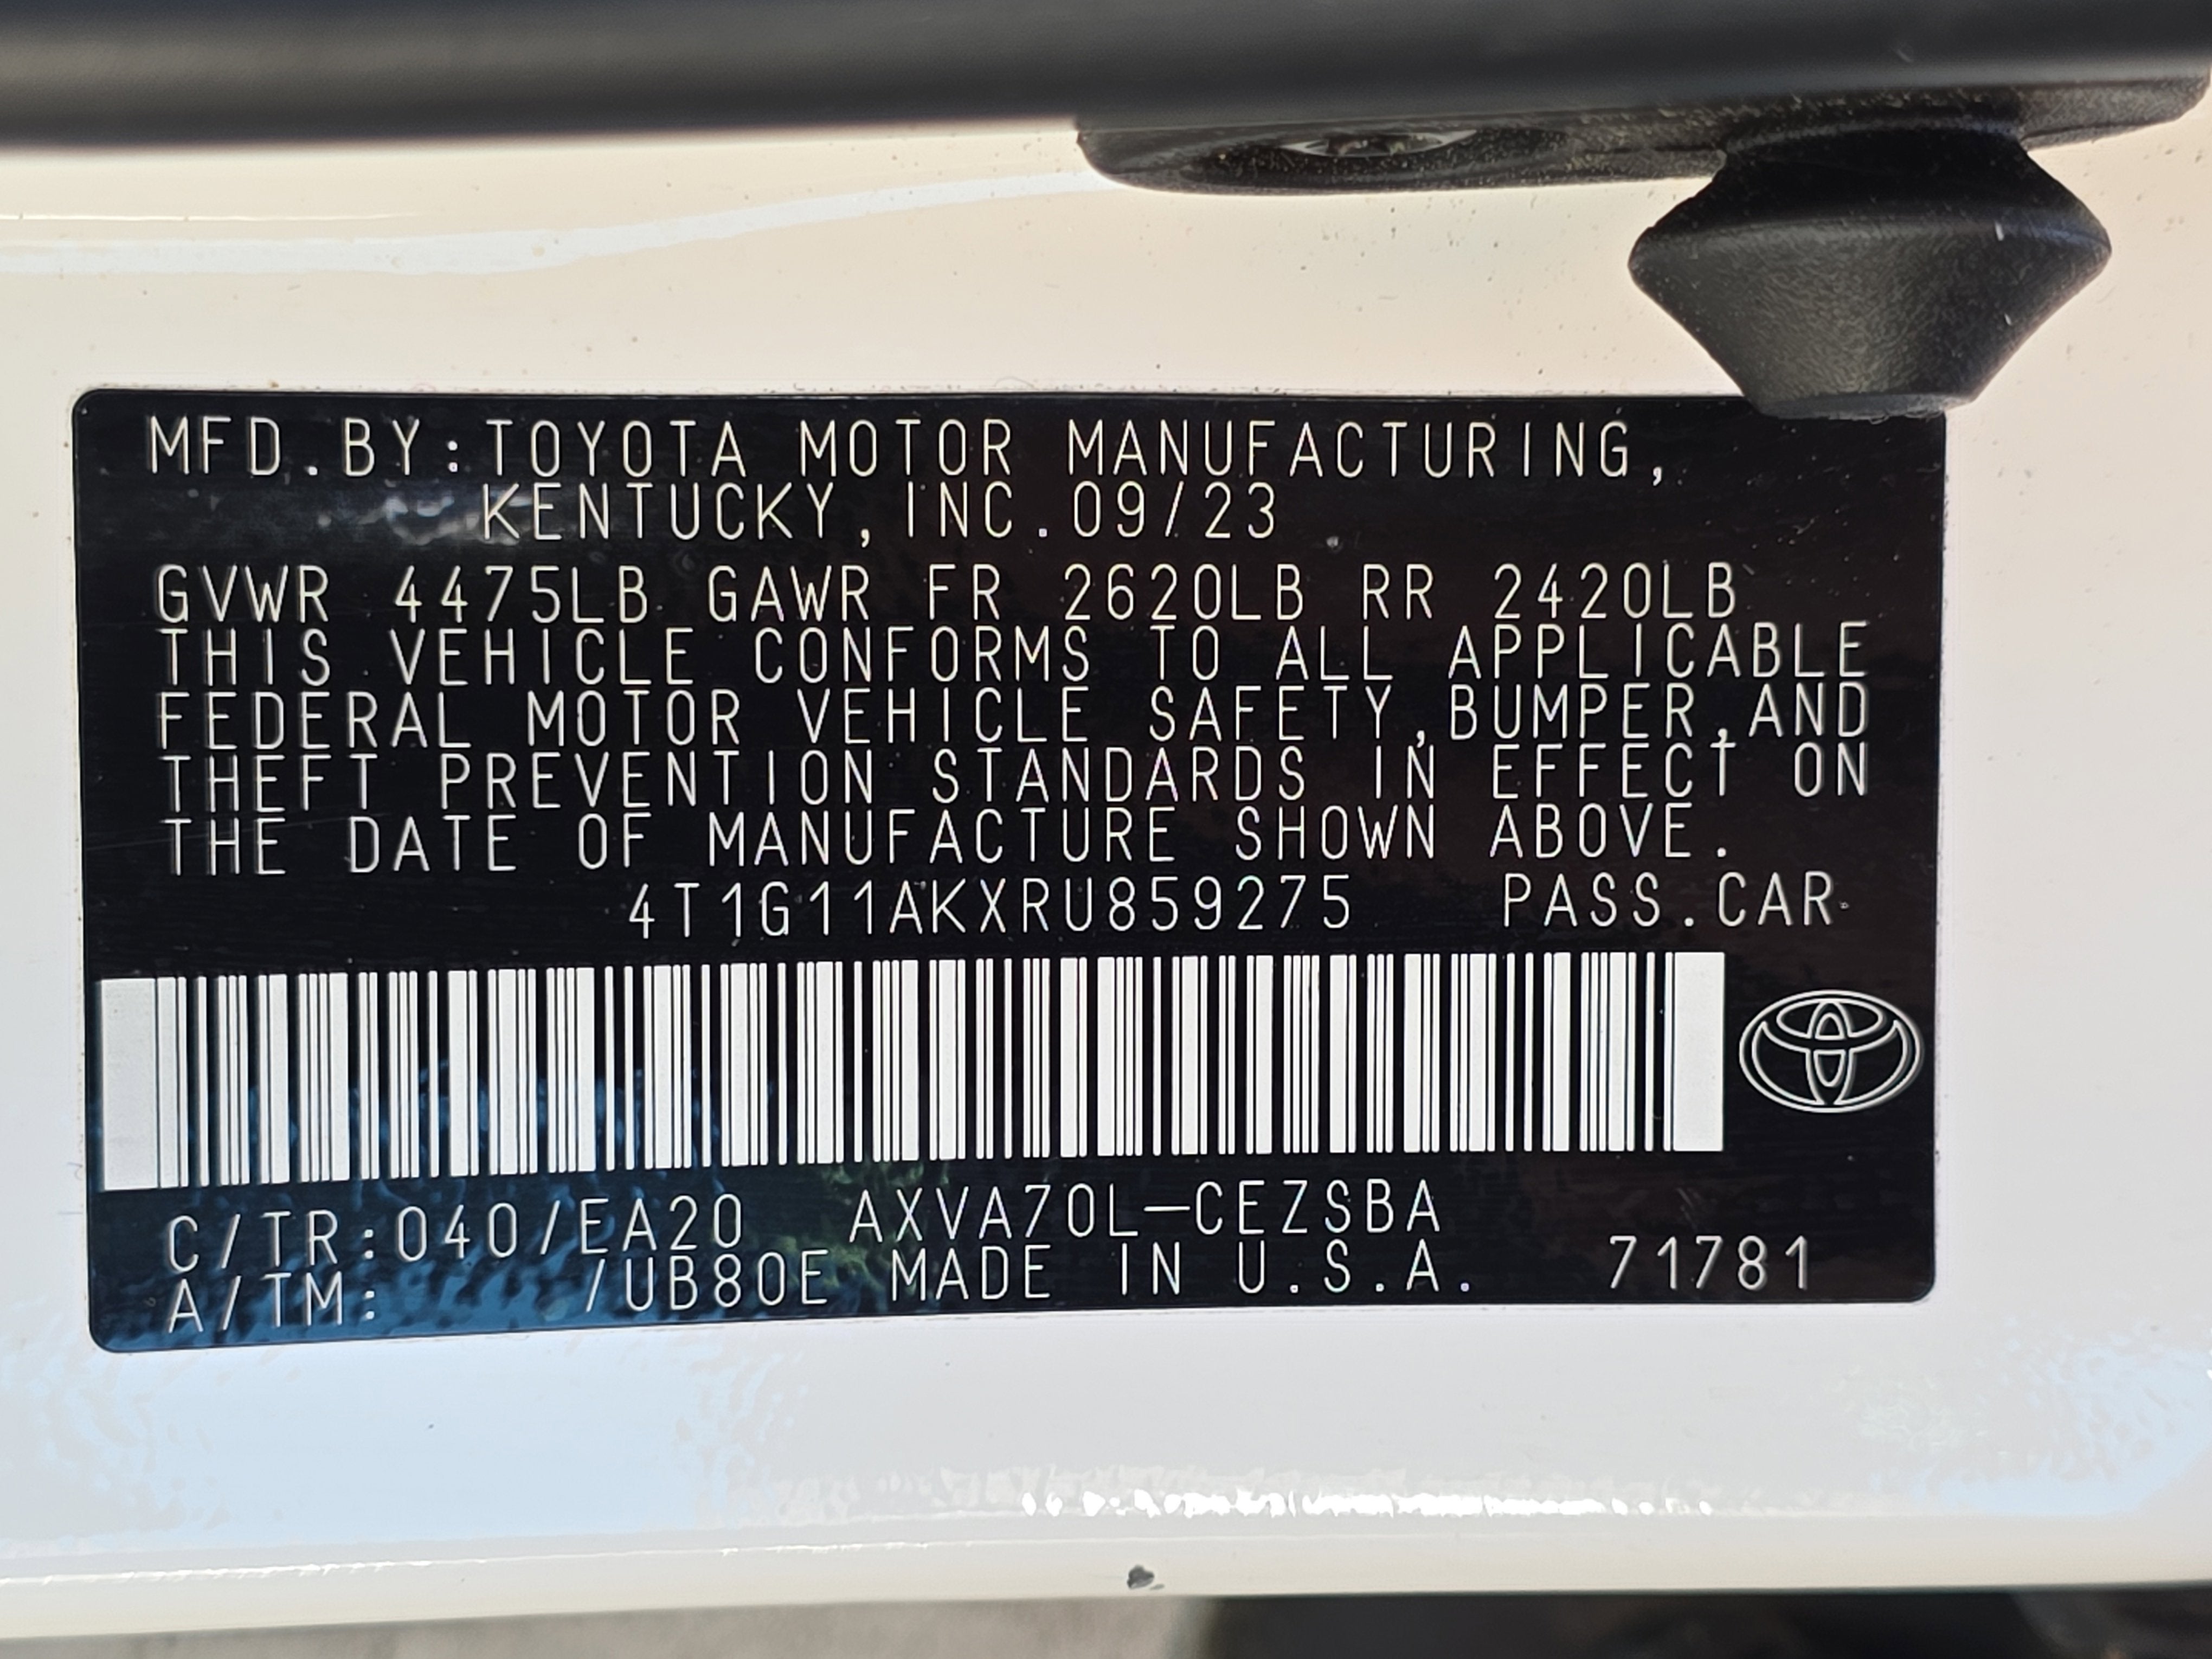 MFD.BY:TOYOTA MOTOR MANUFACTURING,
KENTUCKY,INC.09/23
GVWR 4475LB GAWR FR 2620LB RR 2420LB
THIS VEHICLE CONFORMS TO ALL APPLICABLE
FEDERAL MOTOR VEHICLE SAFETY,BUMPER,AND
THEFT PREVENTION STANDARDS IN EFFECT ON
THE DATE OF MANUFACTURE SHOWN ABOVE.
4T1G11AKXRU859275 PASS.CAR
C/TR:040/EA20 AXVA70L-CEZSBA
A/TM: /UB80E MADE IN U.S.A. 71781